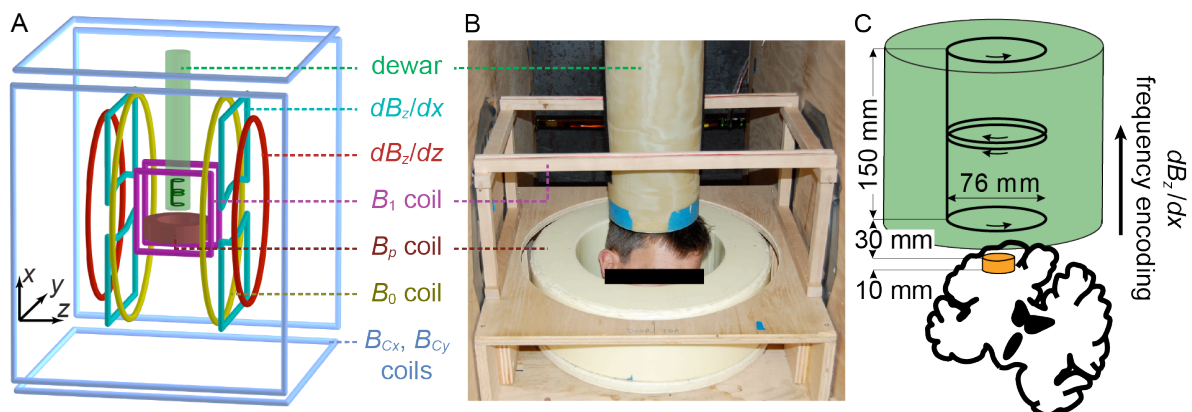 A
B
C
dewar
dBz/dx
dBz/dz
B1 coil
Bp coil
B0 coil
BCx, BCy
coils
x
y
z
150 mm
76 mm
30 mm
10 mm
frequency encoding
dBz/dx